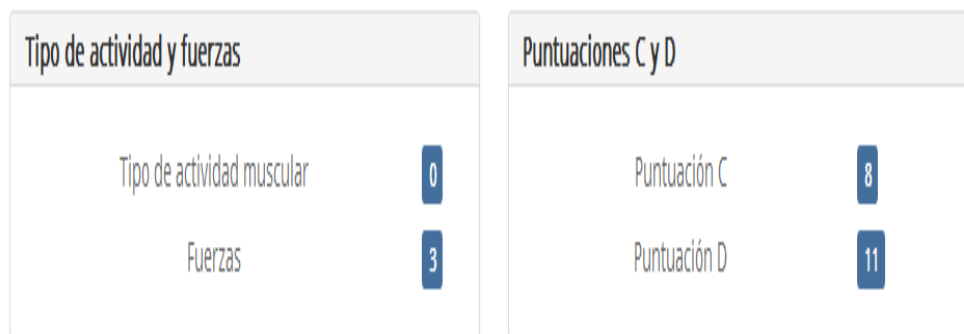 Tipo de actividad y fuerzas
Tipo de actividad muscular 0
Fuerzas 3
Puntuaciones C y D
Puntuación C 8
Puntuación D 11